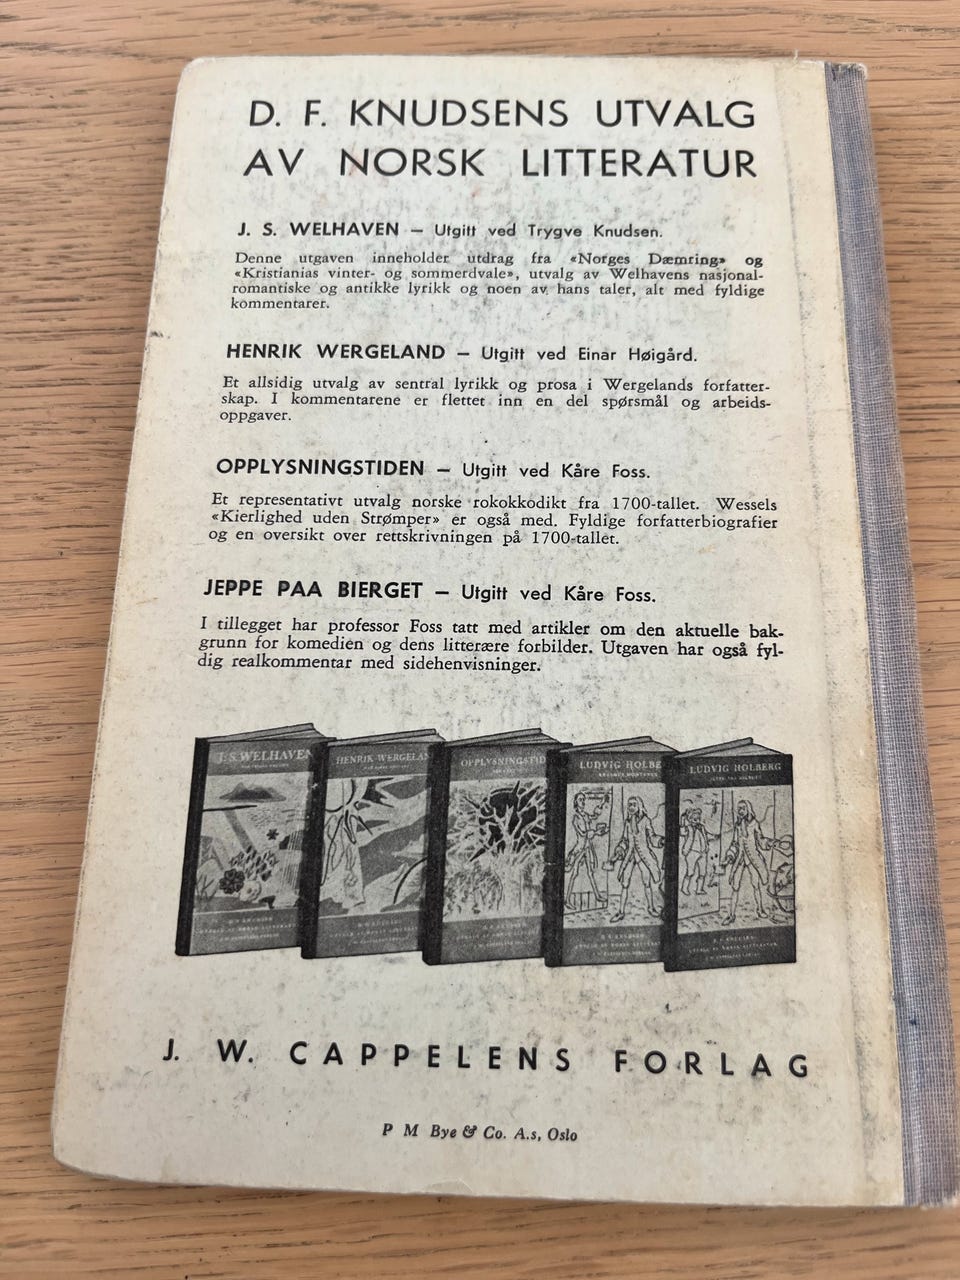 D. F. KNUDSENS UTVALG
AV NORSK LITTERATUR
J. S. WELHAVEN – Utgitt ved Trygve Knudsen.
Denne utgaven inneholder utdrag fra «Norges Dæmring» og
«Kristianias vinter- og sommerdvale», utvalg av Welhavens nasjonal-
romantiske og antikke lyrikk og noen av hans taler, alt med fyldige
kommentarer.
HENRIK WERGELAND – Utgitt ved Einar Høigård.
Et allsidig utvalg av sentral lyrikk og prosa i Wergelands forfatter-
skap. I kommentarene er flettet inn en del spørsmål og arbeids-
oppgaver.
OPPLYSNINGSTIDEN – Utgitt ved Kåre Foss.
Et representativt utvalg norske rokokkodikt fra 1700-tallet. Wessels
«Kierlighed uden Strømper» er også med. Fyldige forfatterbiografier
og en oversikt over rettskrivningen på 1700-tallet.
JEPPE PAA BIERGET – Utgitt ved Kåre Foss.
I tillegget har professor Foss tatt med artikler om den aktuelle bak-
grunn for komedien og dens litterære forbilder. Utgaven har også fyl-
dig realkommentar med sidehenvisninger.
J. S. WELHAVEN
HENRIK WERGELAN
OPPLYSNINGSTID
LUDVIG HOLBE
LUDVIG HOLBERG
J. W. CAPPELENS FORLAG
P M Bye & Co. A.s, Oslo